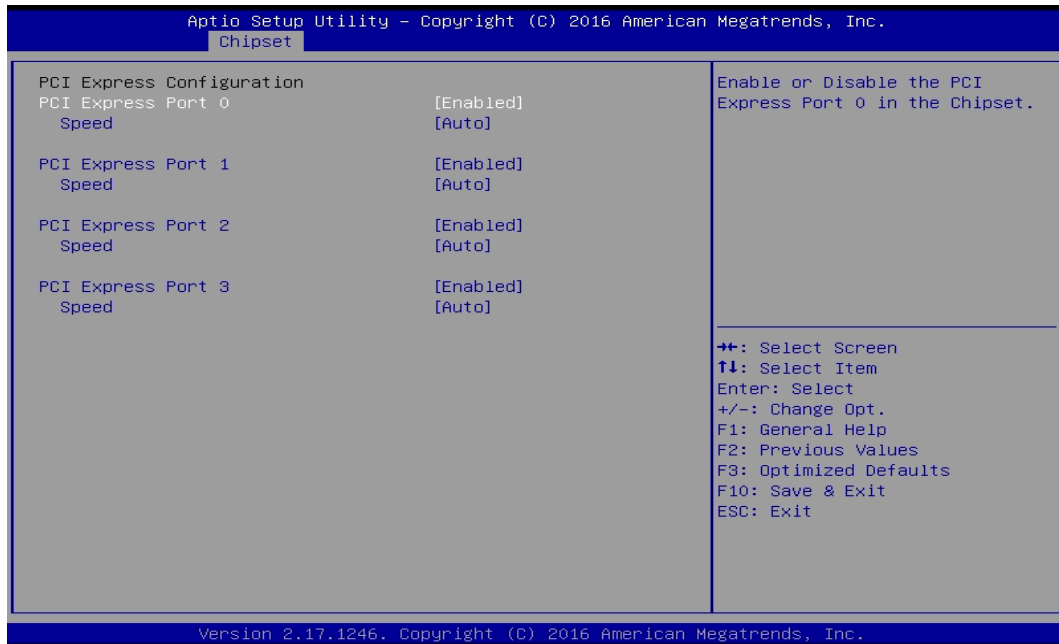 Aptio Setup Utility – Copyright (C) 2016 American Megatrends, Inc.
Chipset
PCI Express Configuration
PCI Express Port 0 [Enabled]
Speed [Auto]
PCI Express Port 1 [Enabled]
Speed [Auto]
PCI Express Port 2 [Enabled]
Speed [Auto]
PCI Express Port 3 [Enabled]
Speed [Auto]
Enable or Disable the PCI
Express Port 0 in the Chipset.
→←: Select Screen
↑↓: Select Item
Enter: Select
+/-: Change Opt.
F1: General Help
F2: Previous Values
F3: Optimized Defaults
F10: Save & Exit
ESC: Exit
Version 2.17.1246. Copyright (C) 2016 American Megatrends, Inc.